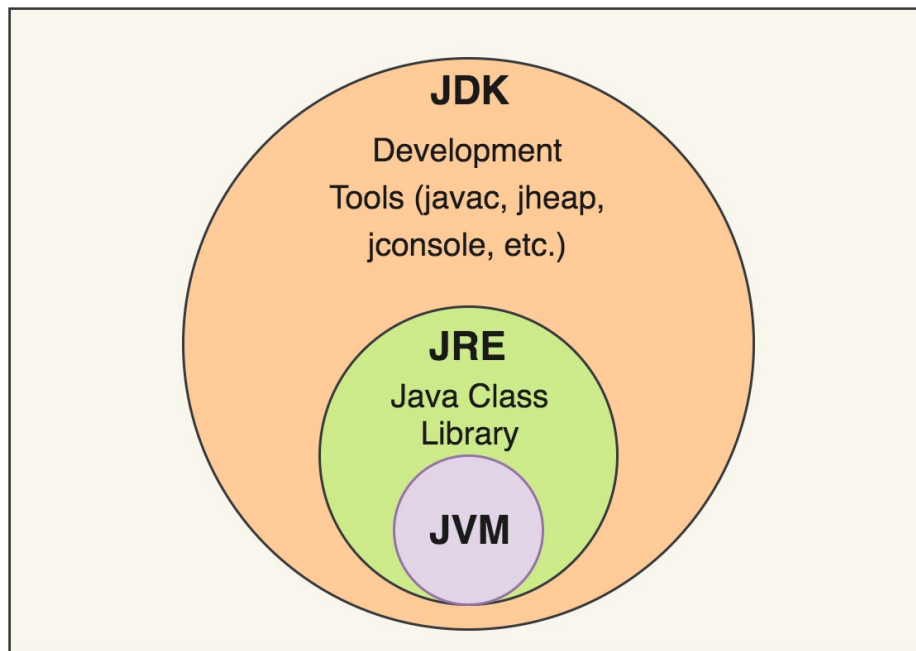 JDK
Development
Tools (javac, jheap,
jconsole, etc.)
JRE
Java Class
Library
JVM